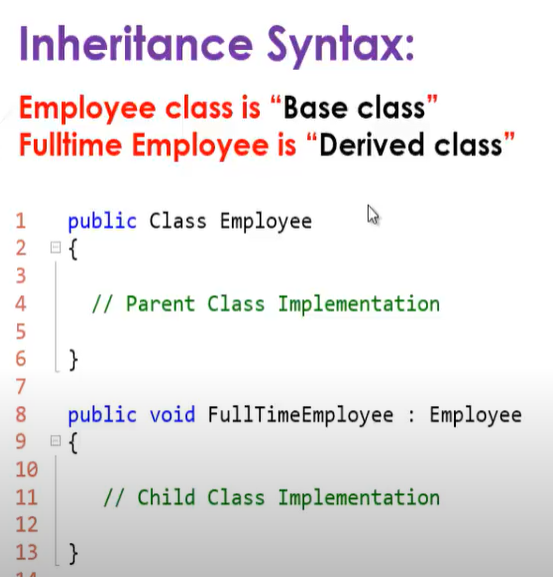 Inheritance Syntax:
Employee class is “Base class”
Fulltime Employee is “Derived class”
1 public Class Employee
2 {
3
4 // Parent Class Implementation
5
6 }
7
8 public void FullTimeEmployee : Employee
9 {
10
11 // Child Class Implementation
12
13 }
14